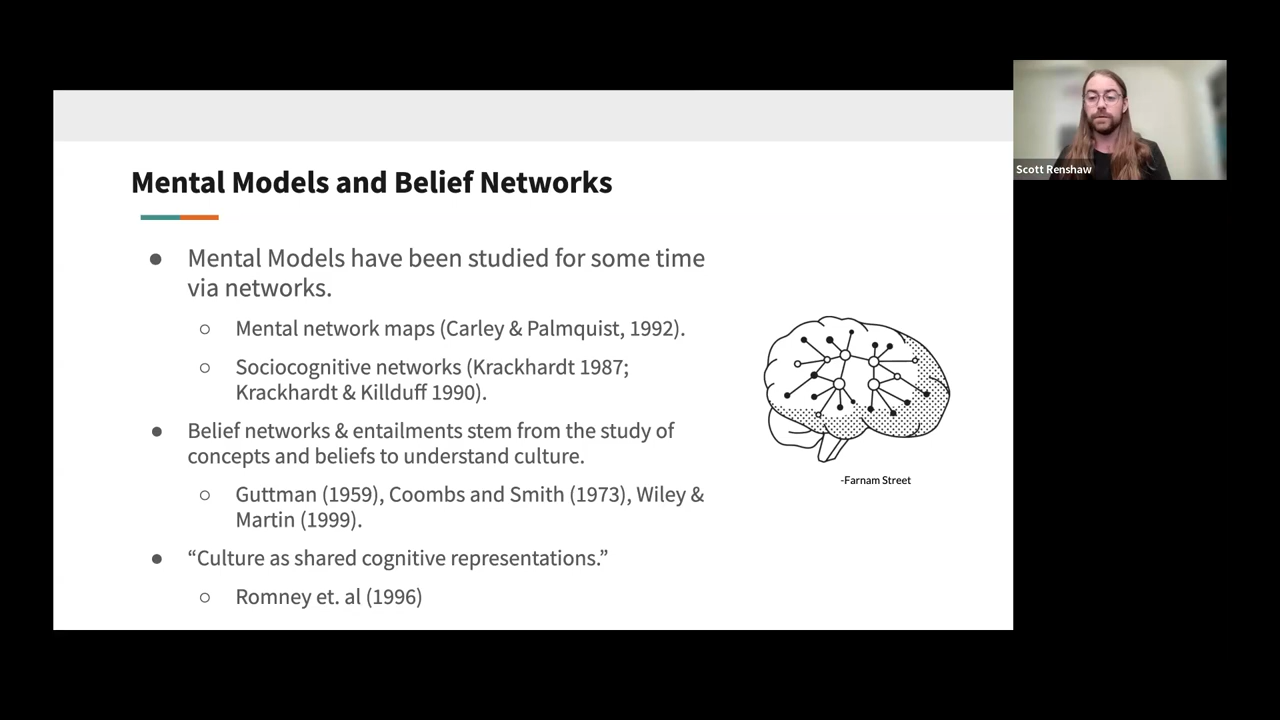 Mental Models and Belief Networks
● Mental Models have been studied for some time
via networks.
○ Mental network maps (Carley & Palmquist, 1992).
○ Sociocognitive networks (Krackhardt 1987;
Krackhardt & Killduff 1990).
● Belief networks & entailments stem from the study of
concepts and beliefs to understand culture.
○ Guttman (1959), Coombs and Smith (1973), Wiley &
Martin (1999).
● “Culture as shared cognitive representations.”
○ Romney et. al (1996)
-Farnam Street
Scott Renshaw